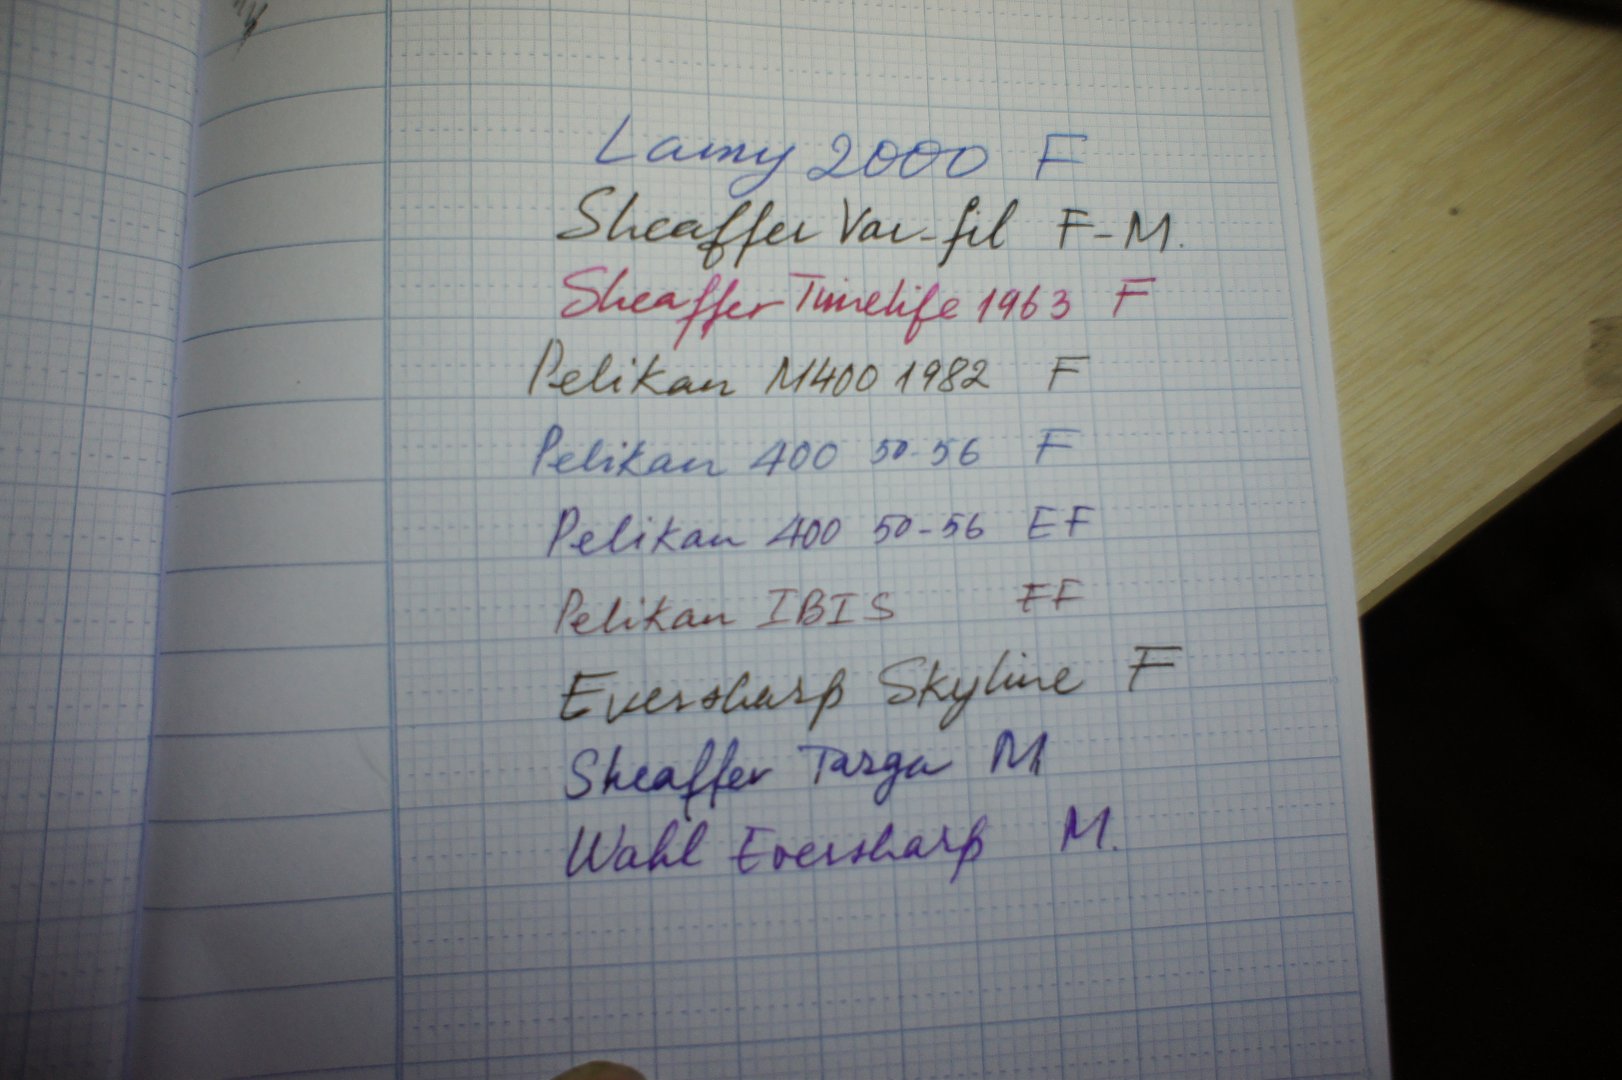 Lamy 2000 F
Sheaffer Vac-fil F-M.
Sheaffer Timelife 1963 F
Pelikan M400 1982 F
Pelikan 400 50-56 F
Pelikan 400 50-56 EF
Pelikan IBIS EF
Eversharp Skyline F
Sheaffer Targa M
Wahl Eversharp M.